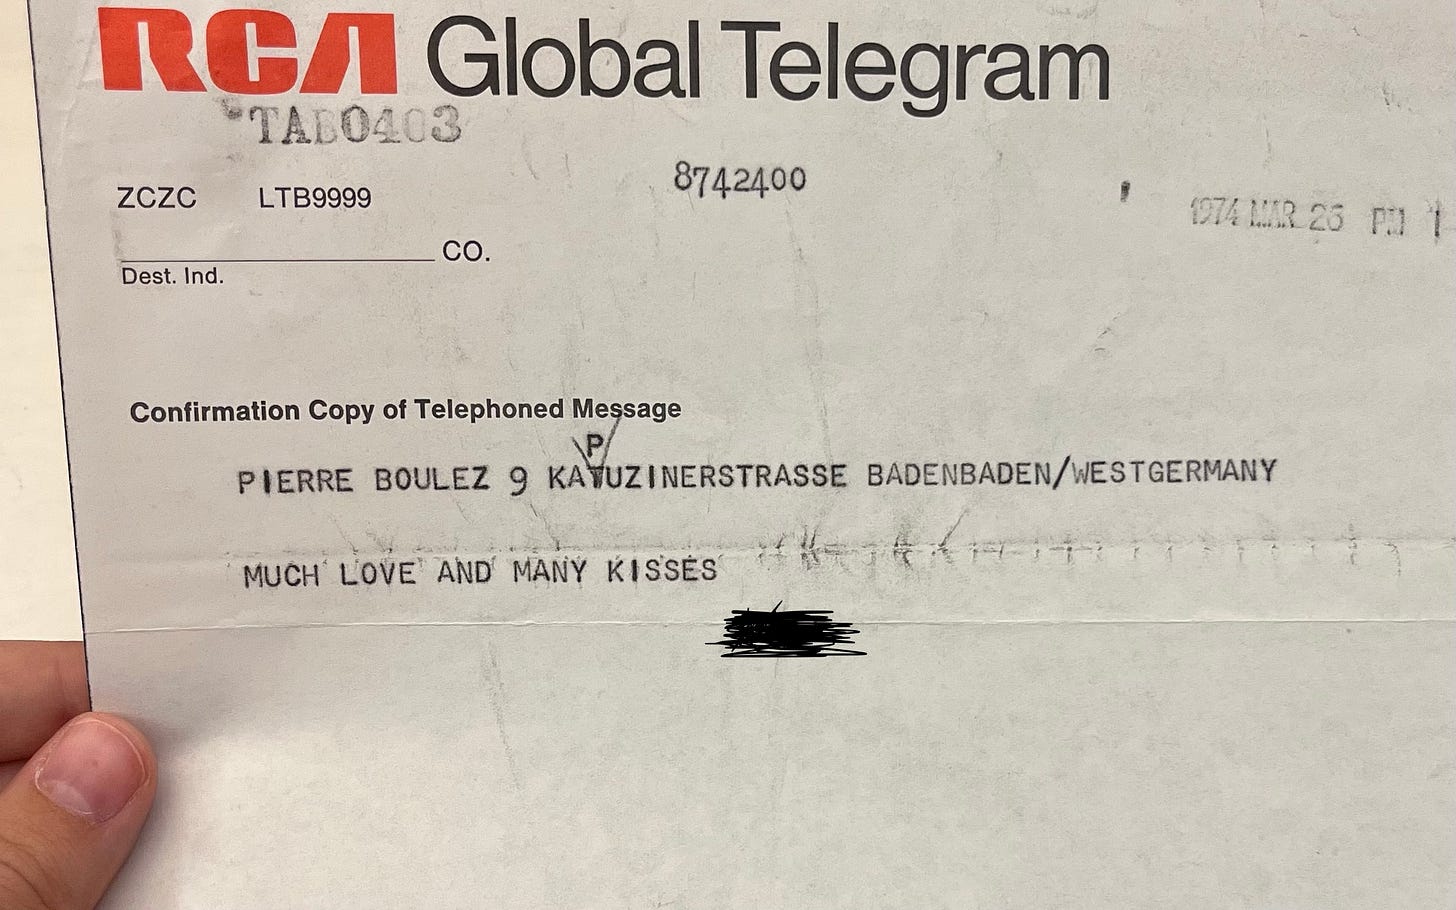 RCA Global Telegram
TAB0403
8742400
ZCZC LTB9999
1974 MAR 26 PM 1
CO.
Dest. Ind.
Confirmation Copy of Telephoned Message
P
PIERRE BOULEZ 9 KATUZINERSTRASSE BADENBADEN/WESTGERMANY
MUCH LOVE AND MANY KISSES